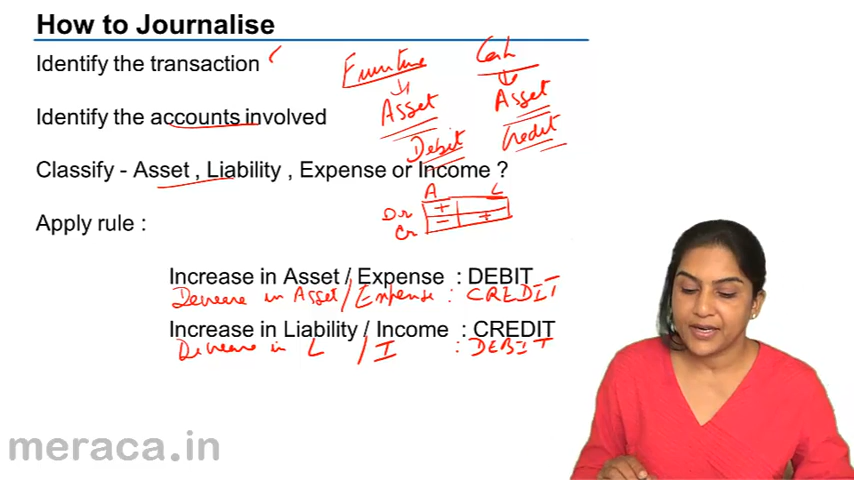 How to Journalise
Identify the transaction
Furniture
Cash
Asset
Asset
Identify the accounts involved
Debit
Credit
Classify - Asset , Liability , Expense or Income ?
A L
Dr + 
Cr - +
Apply rule :
Increase in Asset / Expense : DEBIT
Decrease in Asset / Expense : CREDIT
Increase in Liability / Income : CREDIT
Decrease in L / I : DEBIT
meraca.in